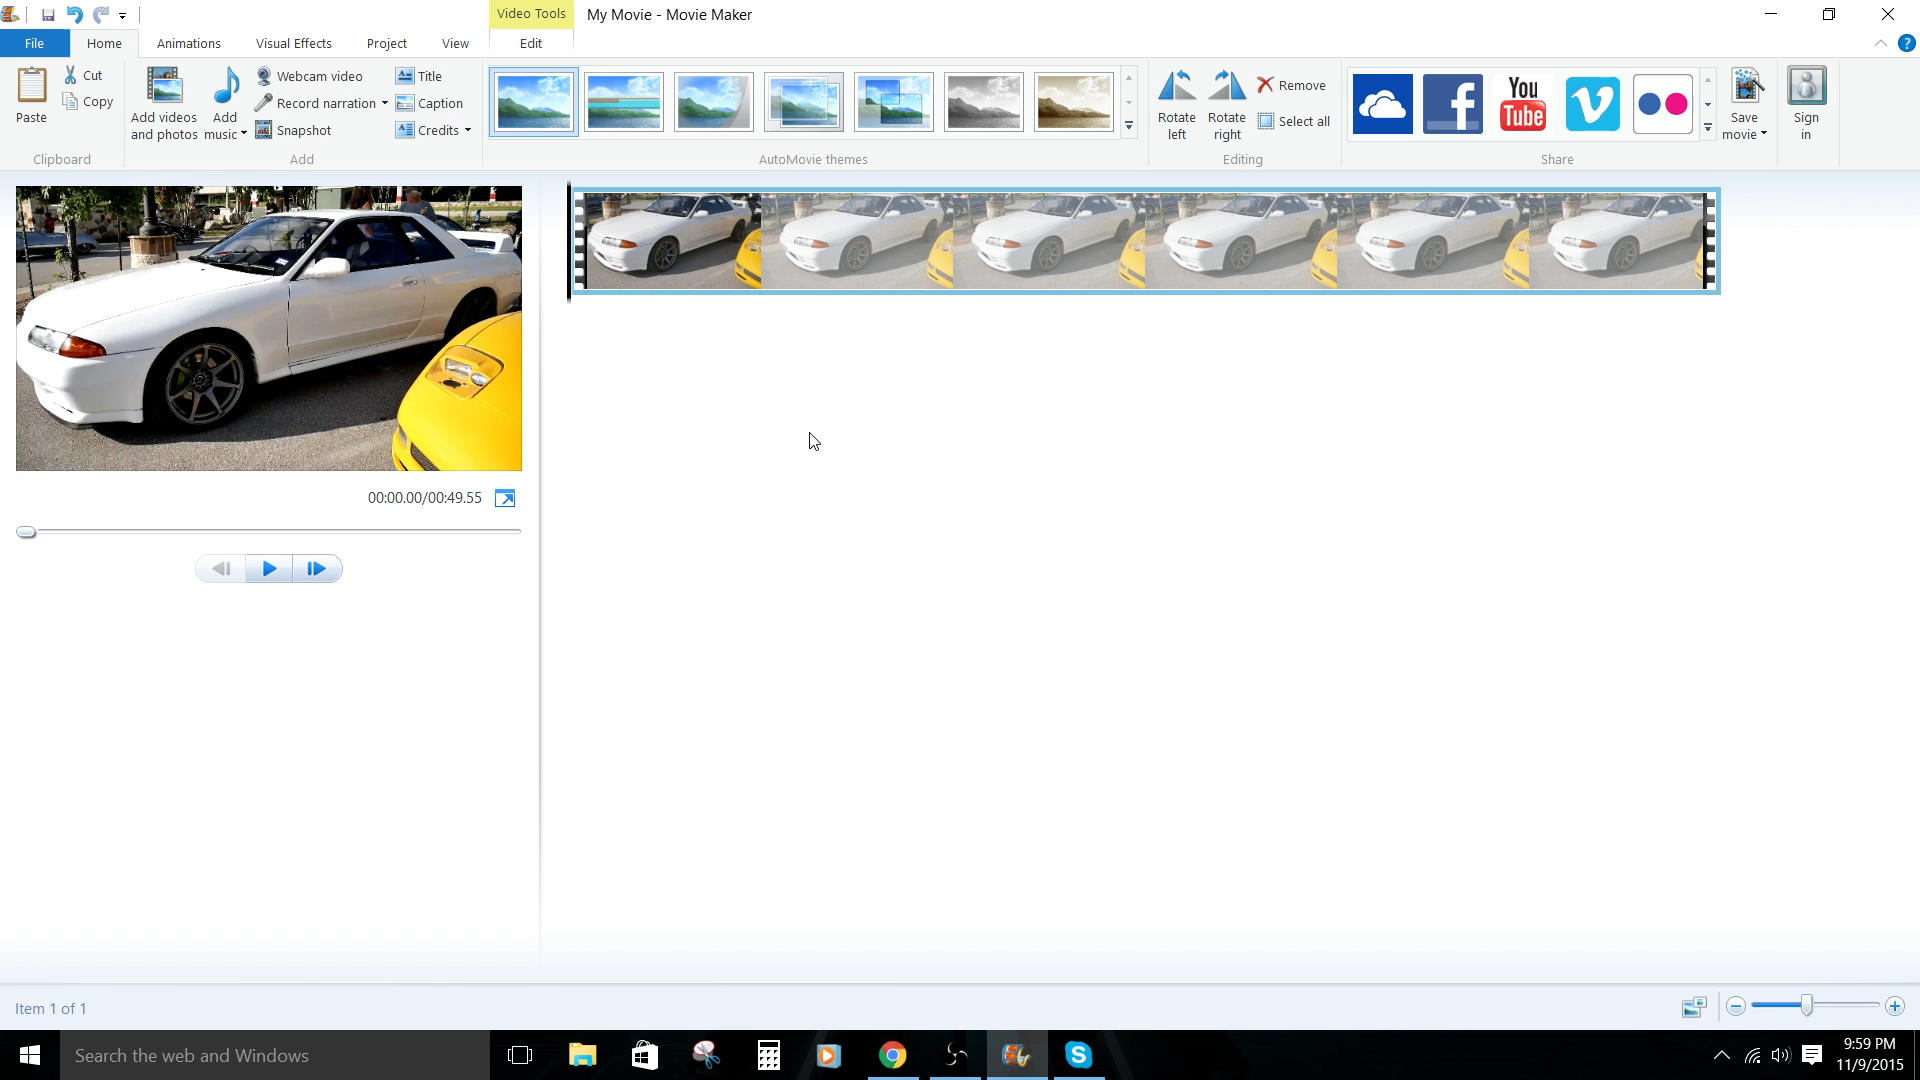 Video Tools
My Movie - Movie Maker
File
Home
Animations
Visual Effects
Project
View
Edit
Paste
Cut
Copy
Clipboard
Add videos
and photos
Add
music
Webcam video
Record narration
Snapshot
Title
Caption
Credits
Add
AutoMovie themes
Rotate
left
Rotate
right
Remove
Select all
Editing
You
Tube
Share
Save
movie
Sign
in
00:00.00/00:49.55
Item 1 of 1
Search the web and Windows
9:59 PM
11/9/2015